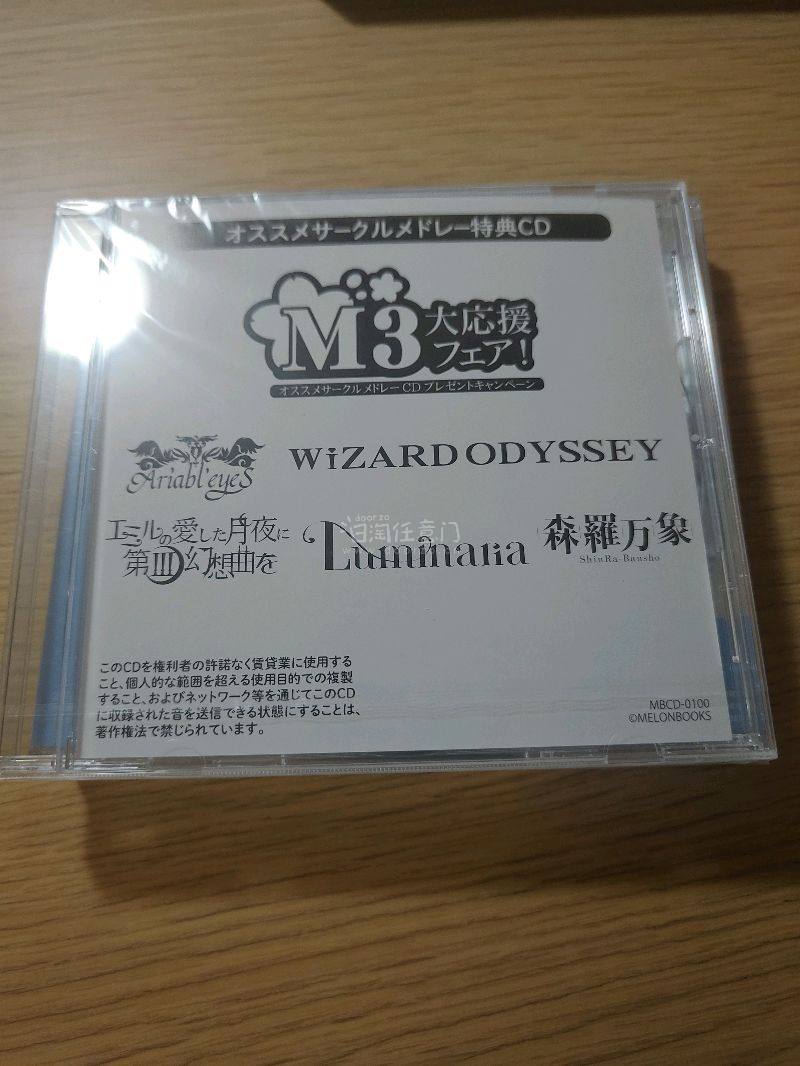 オススメサークルメドレー特典CD
M3 大応援
フェア!
オススメサークルメドレーCDプレゼントキャンペーン
Ariabl'eyeS
WiZARD ODYSSEY
エミルの愛した月夜に
第III幻想曲を
door zo
淘任意门
Luminaria
森羅万象
ShinRa-Bansho
このCDを権利者の許諾なく賃貸業に使用する
こと、個人的な範囲を超える使用目的での複製
すること、およびネットワーク等を通じてこのCD
に収録された音を送信できる状態にすることは、
著作権法で禁じられています。
MBCD-0100
©MELONBOOKS